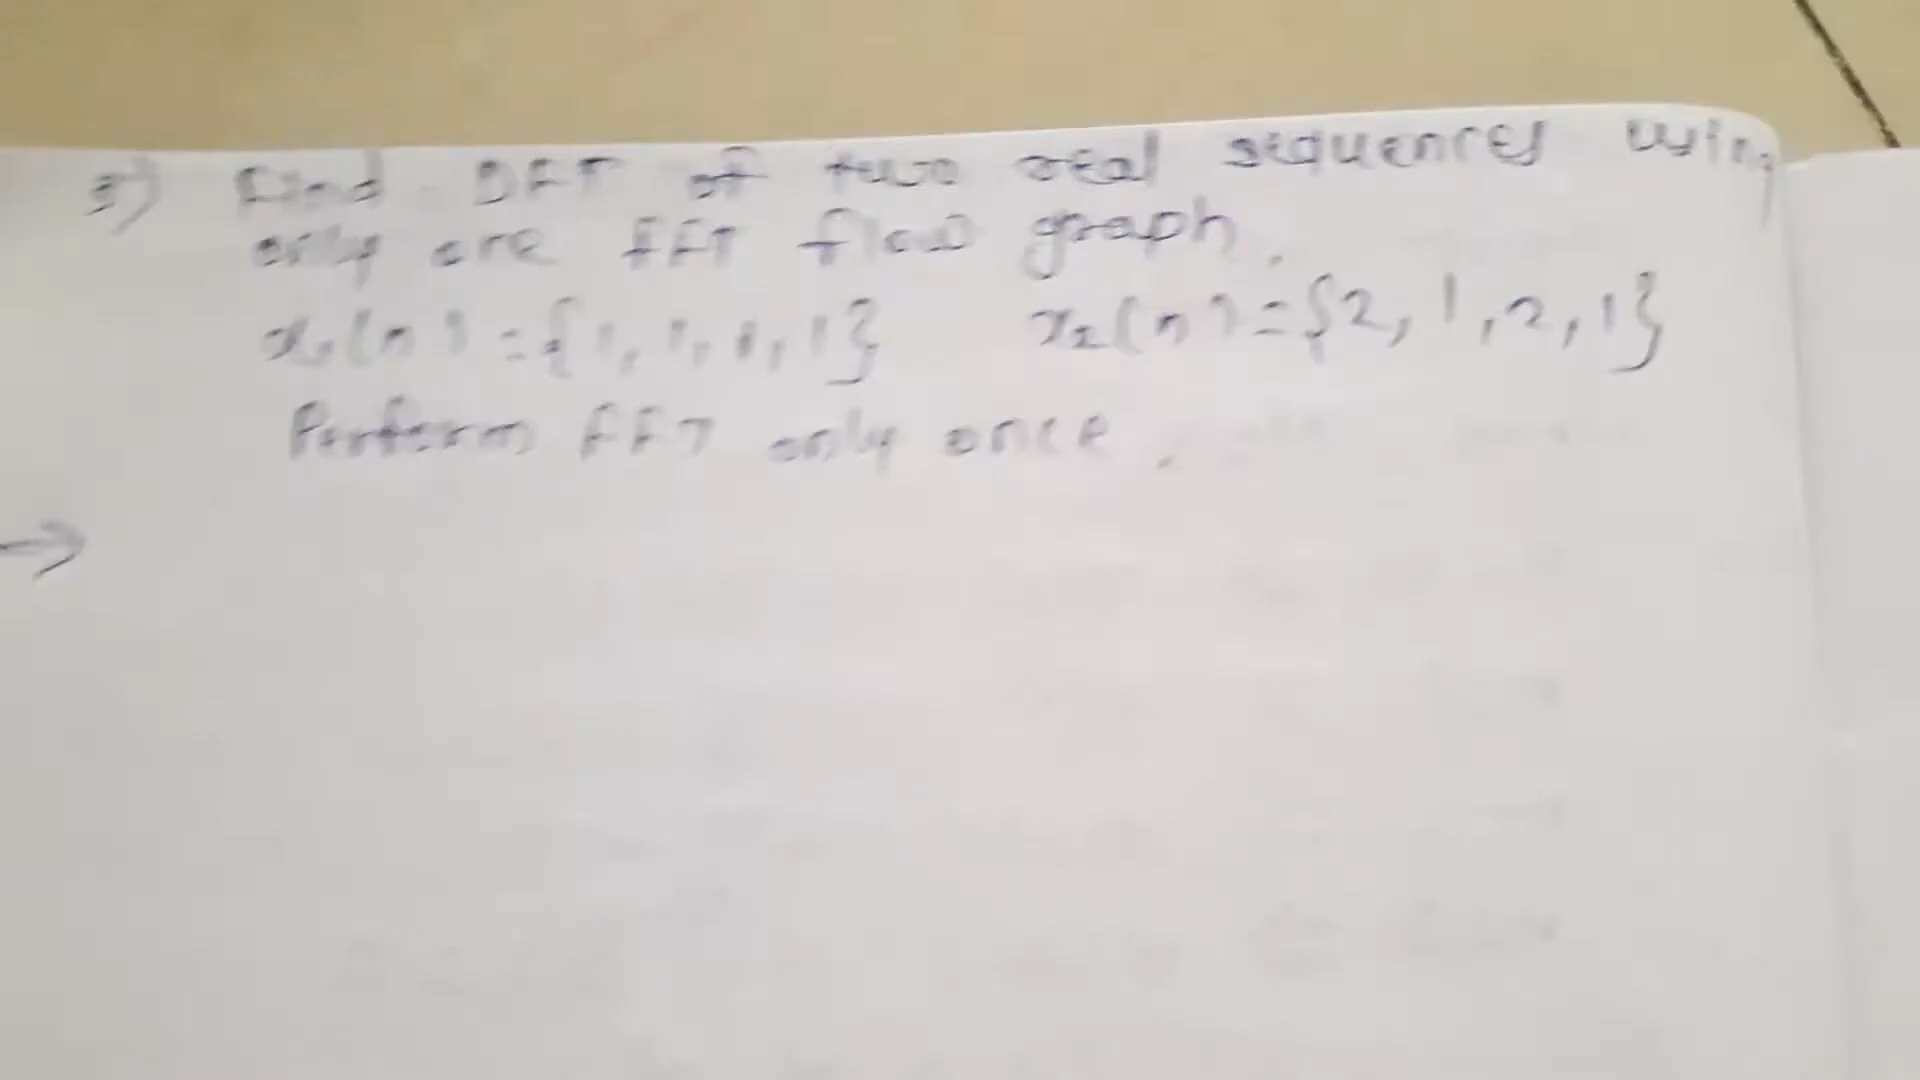 3) Find DFT of two real sequences using
only one FFT flow graph.
x₁(n) = {1, 1, 1, 1} x₂(n) = {2, 1, 2, 1}
Perform FFT only once.
→